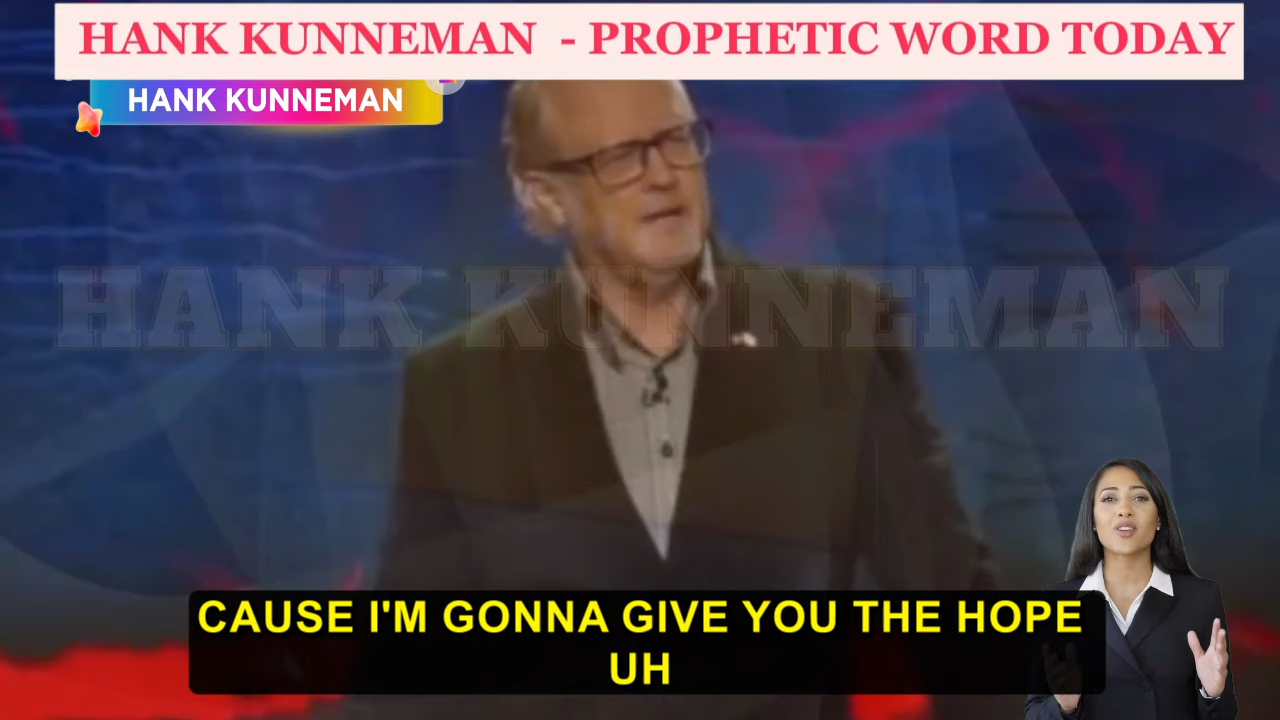 HANK KUNNEMAN - PROPHETIC WORD TODAY
HANK KUNNEMAN
HANK KUNNEMAN
CAUSE I'M GONNA GIVE YOU THE HOPE
UH